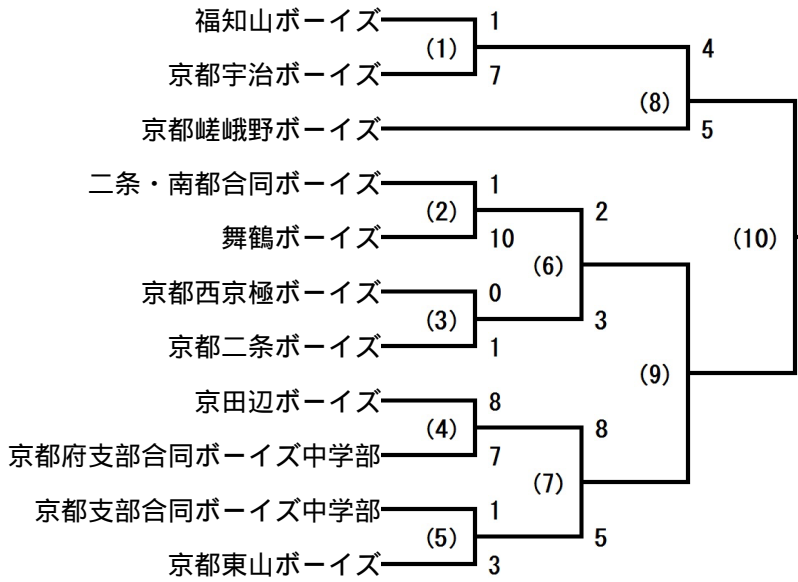 福知山ボーイズ 1
(1) 4
京都宇治ボーイズ 7
(8)
京都嵯峨野ボーイズ 5
二条・南都合同ボーイズ 1
(2) 2
舞鶴ボーイズ 10 (10)
(6)
京都西京極ボーイズ 0
(3) 3
京都二条ボーイズ 1
(9)
京田辺ボーイズ 8
(4) 8
京都府支部合同ボーイズ中学部 7
(7)
京都支部合同ボーイズ中学部 1
(5) 5
京都東山ボーイズ 3